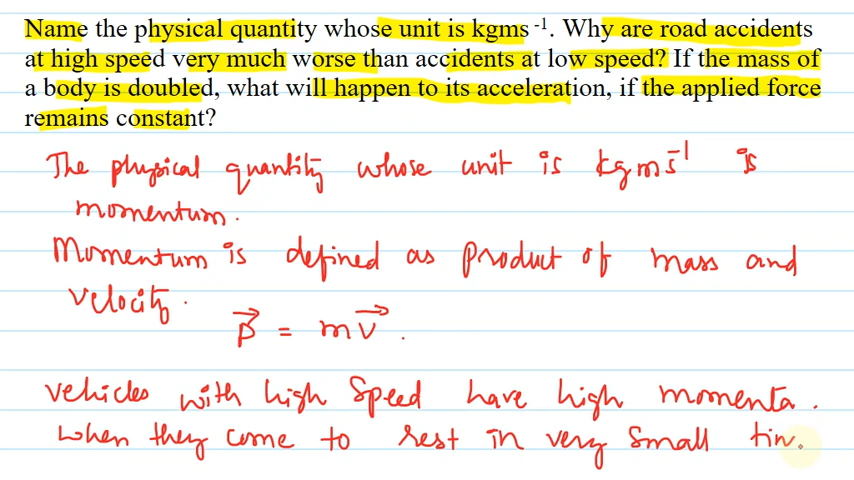 Name the physical quantity whose unit is kgms -1. Why are road accidents
at high speed very much worse than accidents at low speed? If the mass of
a body is doubled, what will happen to its acceleration, if the applied force
remains constant?
The physical quantity whose unit is kgms-1 is
momentum.
Momentum is defined as product of mass and
velocity.
p⃗ = mv⃗.
vehicles with high speed have high momenta.
When they come to rest in very small tim